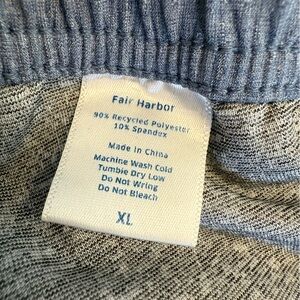 Fair Harbor
90% Recycled Polyester
10% Spandex
Made in China
Machine Wash Cold
Tumble Dry Low
Do Not Wring
Do Not Bleach
XL